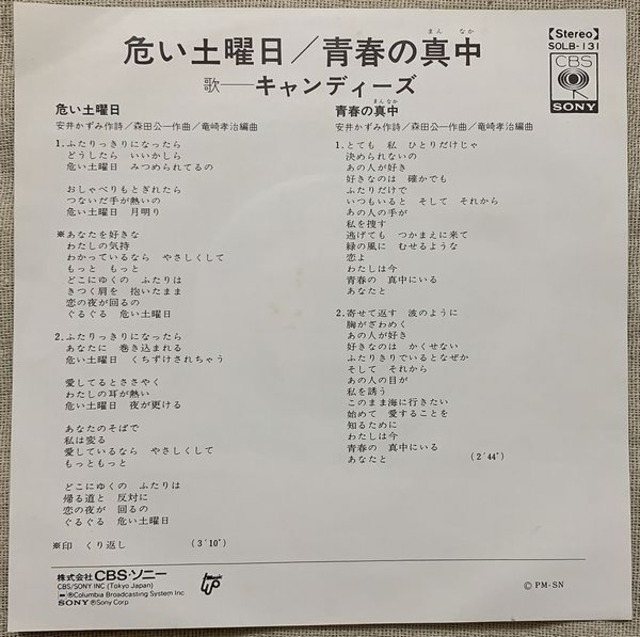 危い土曜日／青春の真中
まん なか
歌──キャンディーズ
Stereo
SOLB-131
CBS
SONY
危い土曜日
安井かずみ作詩／森田公一作曲／竜崎孝治編曲
1.ふたりっきりになったら
どうしたら いいかしら
危い土曜日 みつめられてるの
おしゃべりもとぎれたら
つないだ手が熱いの
危い土曜日 月明り
※あなたを好きな
わたしの気持
わかっているなら やさしくして
もっと もっと
どこにゆくの ふたりは
きつく肩を 抱いたまま
恋の夜が回るの
ぐるぐる 危い土曜日
2.ふたりっきりになったら
あなたに 巻き込まれる
危い土曜日 くちずけされちゃう
愛してるとささやく
わたしの耳が熱い
危い土曜日 夜が更ける
あなたのそばで
私は変る
愛しているなら やさしくして
もっともっと
どこにゆくの ふたりは
帰る道と 反対に
恋の夜が 回るの
ぐるぐる 危い土曜日
※印 くり返し (3'10")
青春の真中
まんなか
安井かずみ作詩／森田公一作曲／竜崎孝治編曲
1.とても 私 ひとりだけじゃ
決められないの
あの人が好き
好きなのは 確かでも
ふたりだけで
いつもいると そして それから
あの人の手が
私を捜す
逃げても つかまえに来て
緑の風に むせるような
恋よ
わたしは今
青春の 真中にいる
あなたと
2.寄せて返す 波のように
胸がざわめく
あの人が好き
好きなのは かくせない
ふたりきりでいるとなぜか
そして それから
あの人の目が
私を誘う
このまま海に行きたい
始めて 愛することを
知るために
わたしは今
青春の 真中にいる
あなたと (2'44")
株式会社 CBS・ソニー
CBS/SONY INC (Tokyo Japan)
®Columbia Broadcasting System Inc
SONY ®Sony Corp
Ⓒ PM-SN